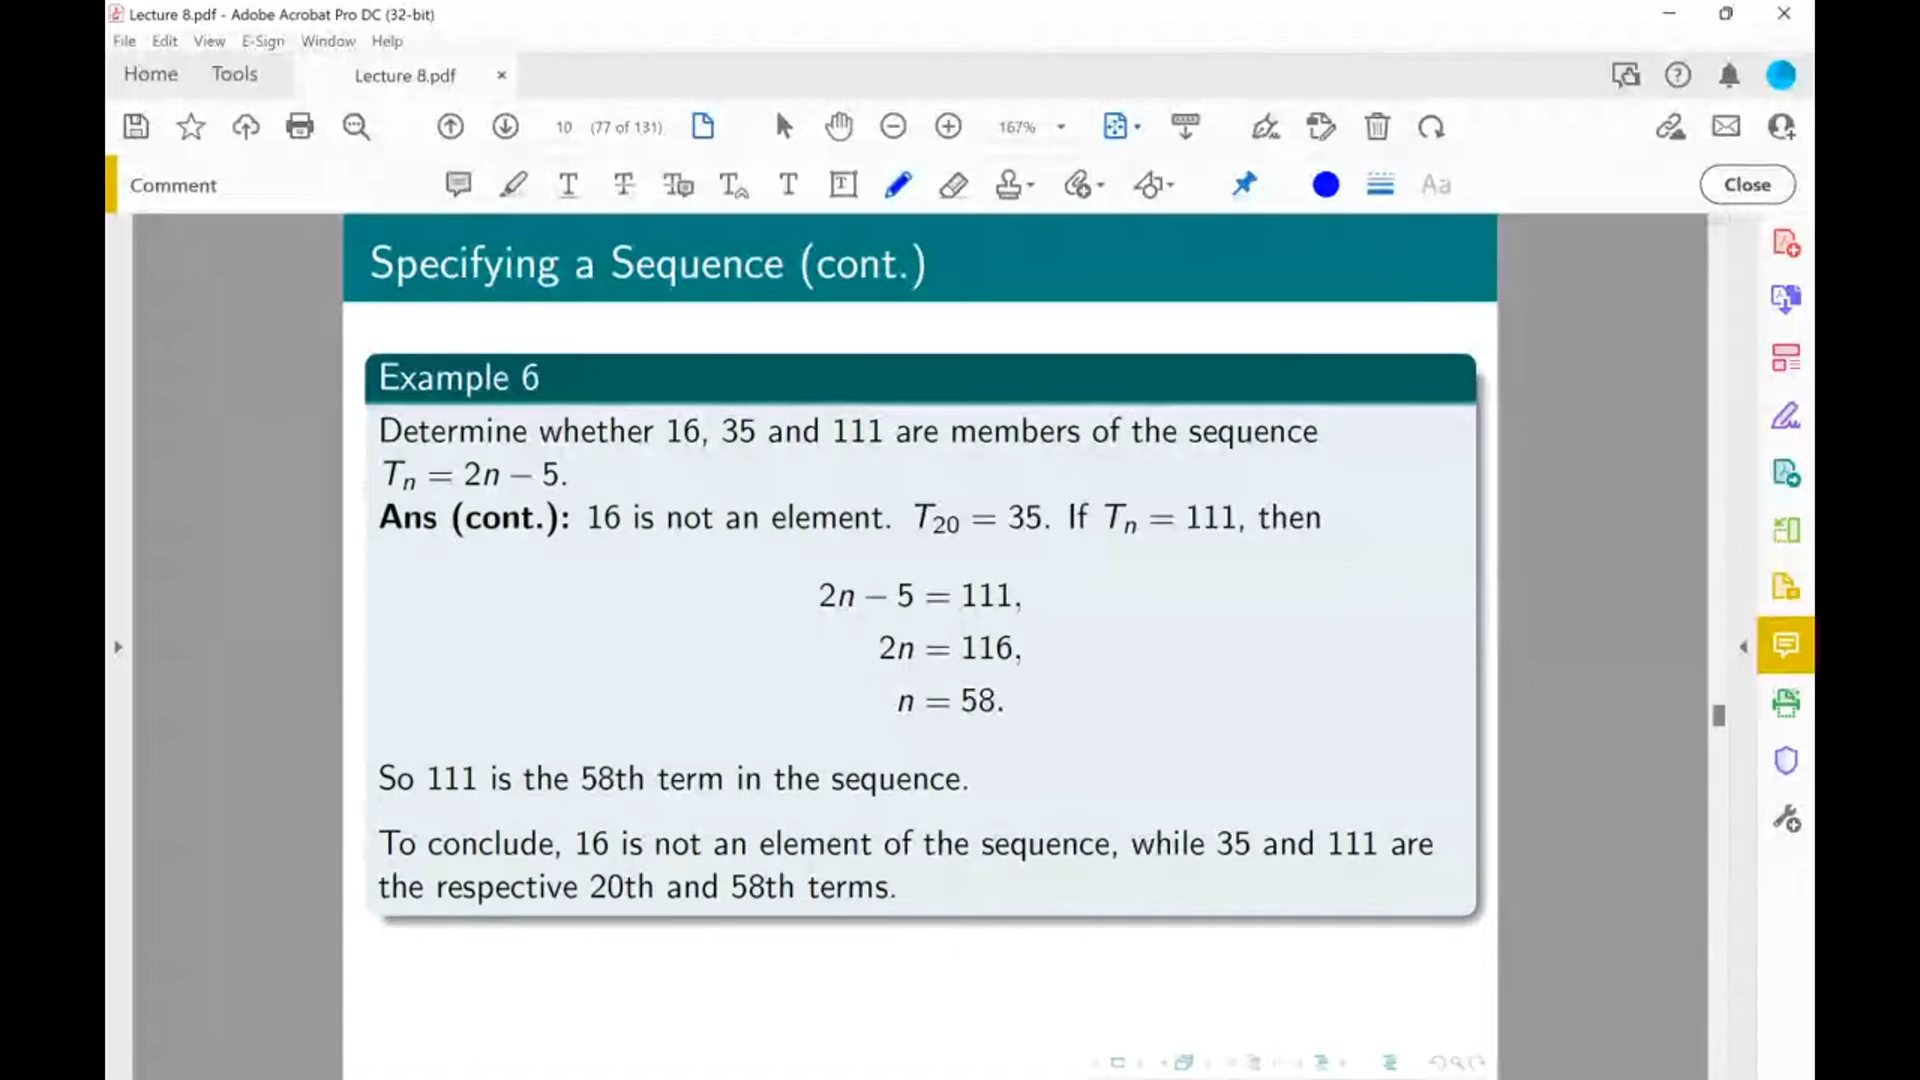 Lecture 8.pdf - Adobe Acrobat Pro DC (32-bit)
File Edit View E-Sign Window Help
Home Tools Lecture 8.pdf ×
10 (77 of 131) 167%
Comment Aa Close
Specifying a Sequence (cont.)
Example 6
Determine whether 16, 35 and 111 are members of the sequence
Tₙ = 2n − 5.
Ans (cont.): 16 is not an element. T₂₀ = 35. If Tₙ = 111, then
2n − 5 = 111,
2n = 116,
n = 58.
So 111 is the 58th term in the sequence.
To conclude, 16 is not an element of the sequence, while 35 and 111 are
the respective 20th and 58th terms.